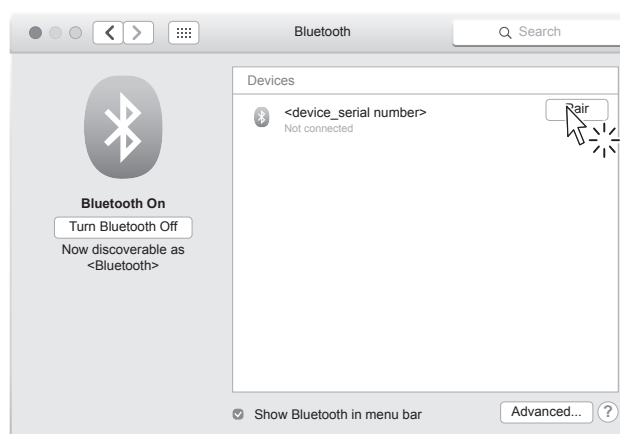 Bluetooth
Search
Devices
<device_serial number>
Pair
Not connected
Bluetooth On
Turn Bluetooth Off
Now discoverable as
<Bluetooth>
Show Bluetooth in menu bar
Advanced...
?